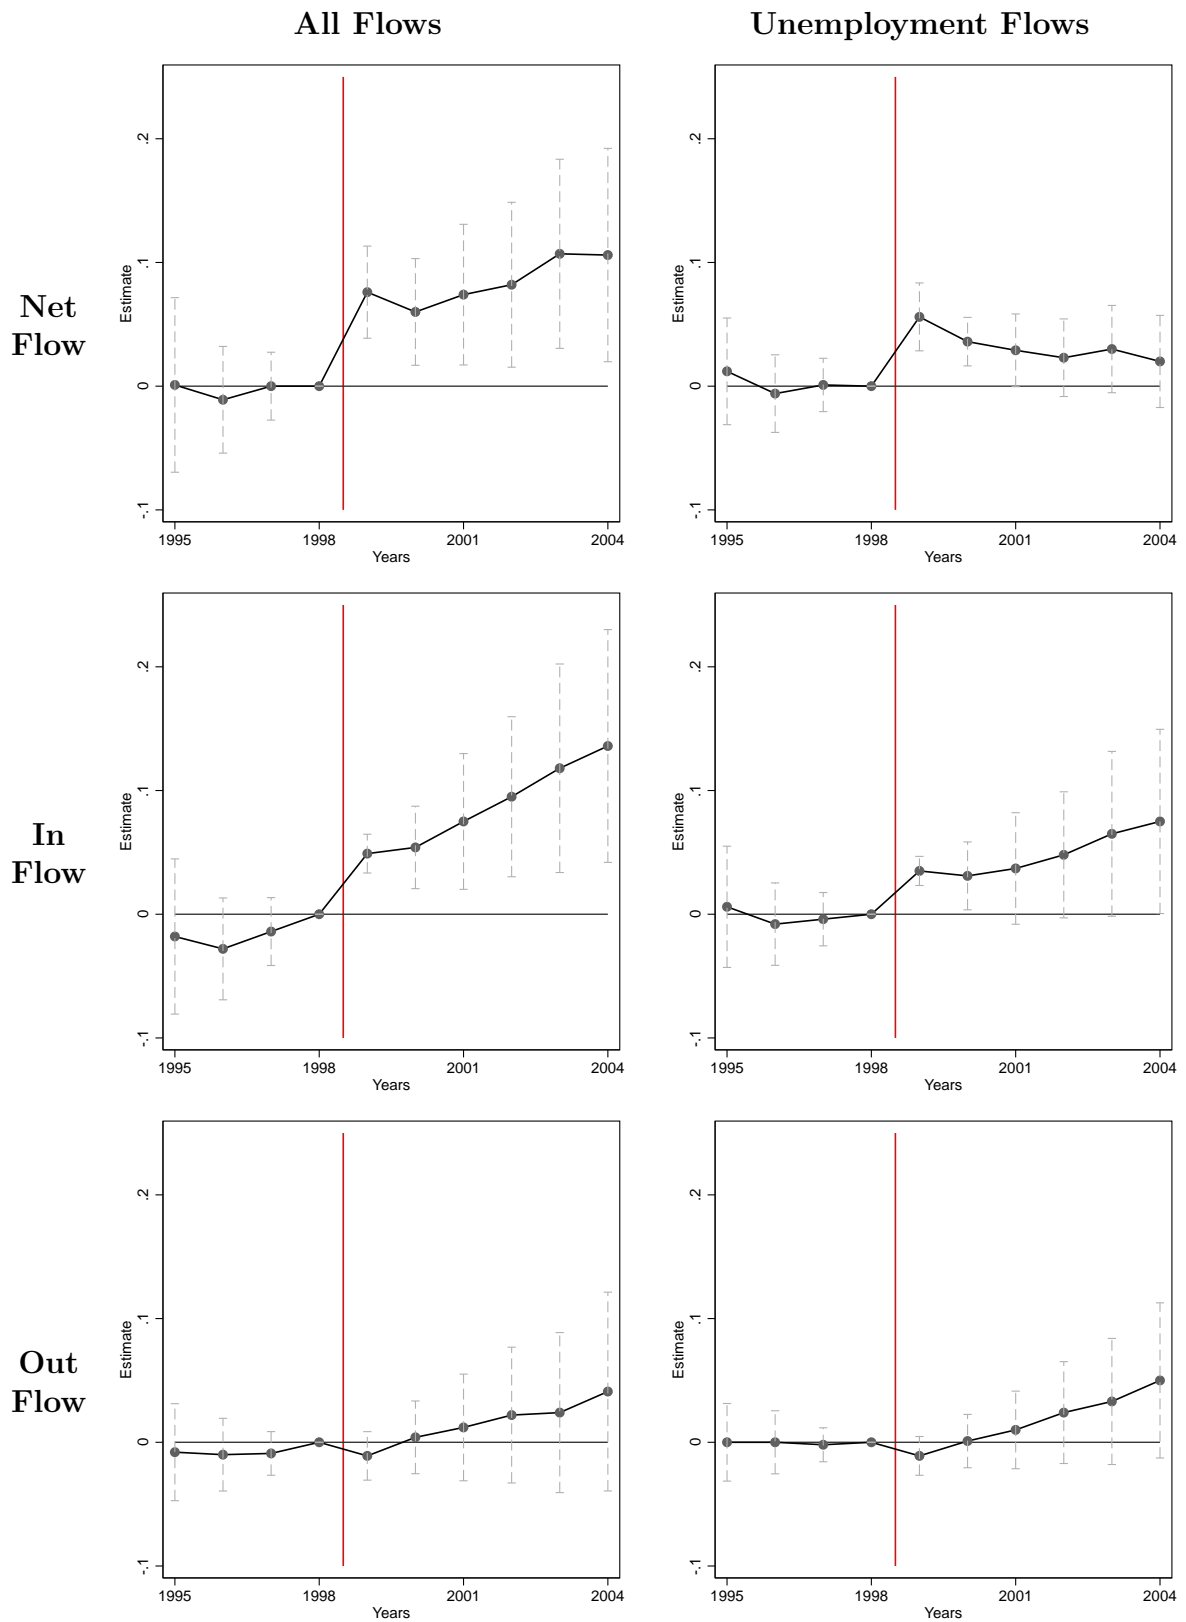 All Flows
Unemployment Flows
Net
Flow
Estimate
-.1
0
.1
.2
1995
1998
2001
2004
Years
Estimate
-.1
0
.1
.2
1995
1998
2001
2004
Years
In
Flow
Estimate
-.1
0
.1
.2
1995
1998
2001
2004
Years
Estimate
-.1
0
.1
.2
1995
1998
2001
2004
Years
Out
Flow
Estimate
-.1
0
.1
.2
1995
1998
2001
2004
Years
Estimate
-.1
0
.1
.2
1995
1998
2001
2004
Years